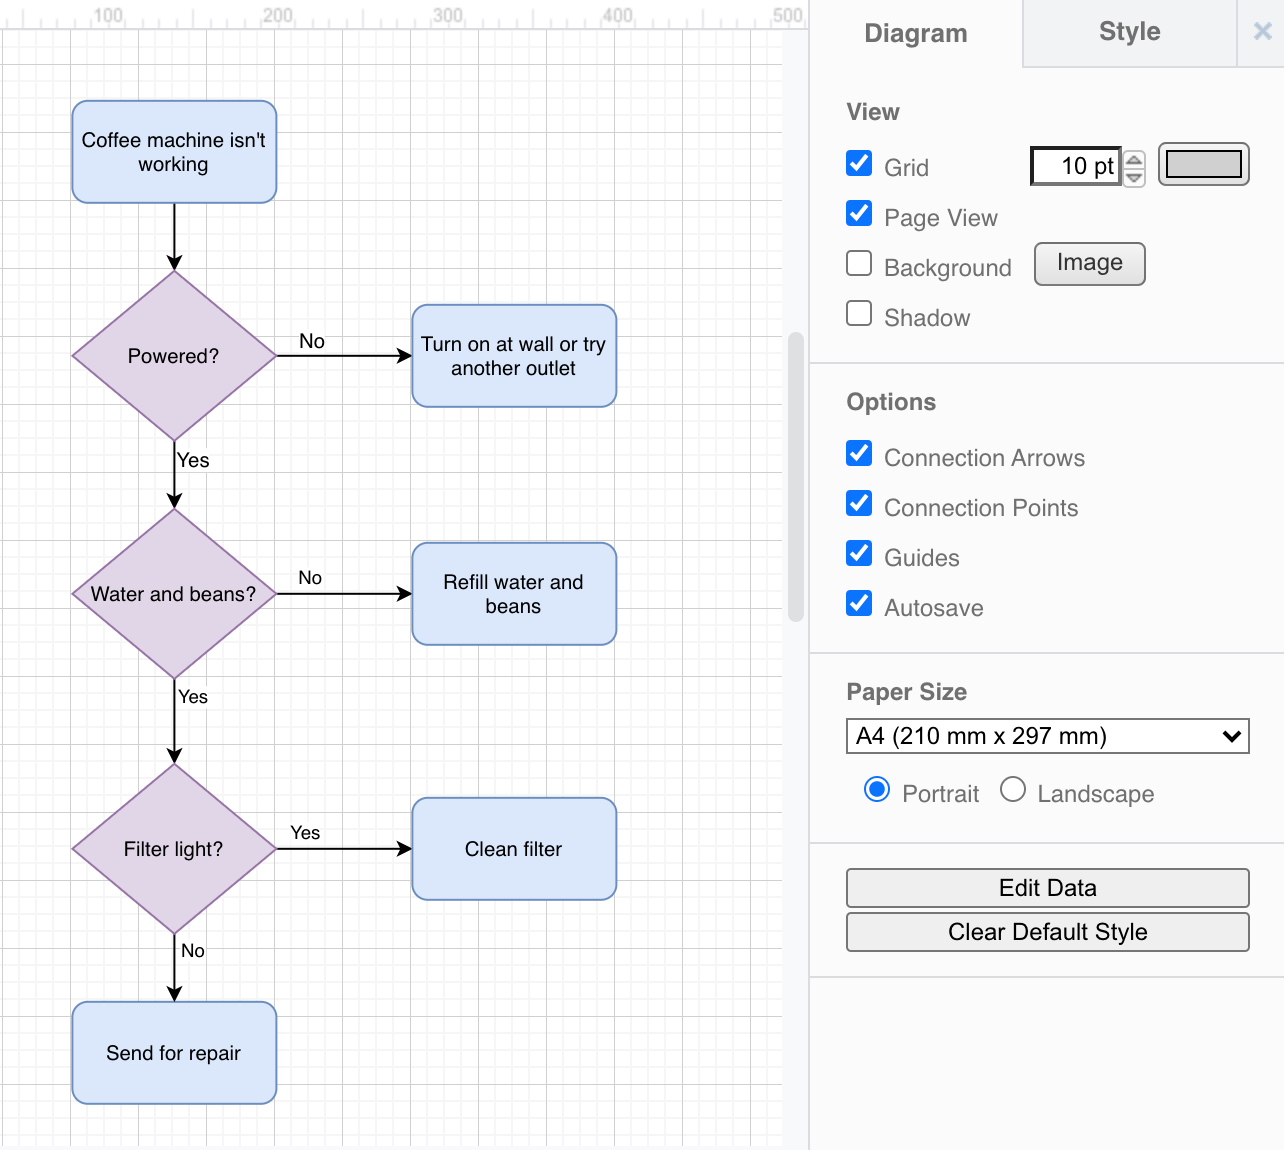 100 200 300 400 500
Coffee machine isn't
working
Powered?
No
Turn on at wall or try
another outlet
Yes
Water and beans?
No
Refill water and
beans
Yes
Filter light?
Yes
Clean filter
No
Send for repair
Diagram Style ×
View
Grid 10 pt
Page View
Background Image
Shadow
Options
Connection Arrows
Connection Points
Guides
Autosave
Paper Size
A4 (210 mm x 297 mm)
Portrait Landscape
Edit Data
Clear Default Style